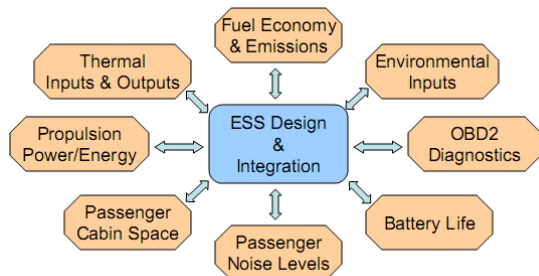 Fuel Economy
& Emissions
Thermal
Inputs & Outputs
Environmental
Inputs
ESS Design
&
Integration
Propulsion
Power/Energy
OBD2
Diagnostics
Passenger
Cabin Space
Passenger
Noise Levels
Battery Life